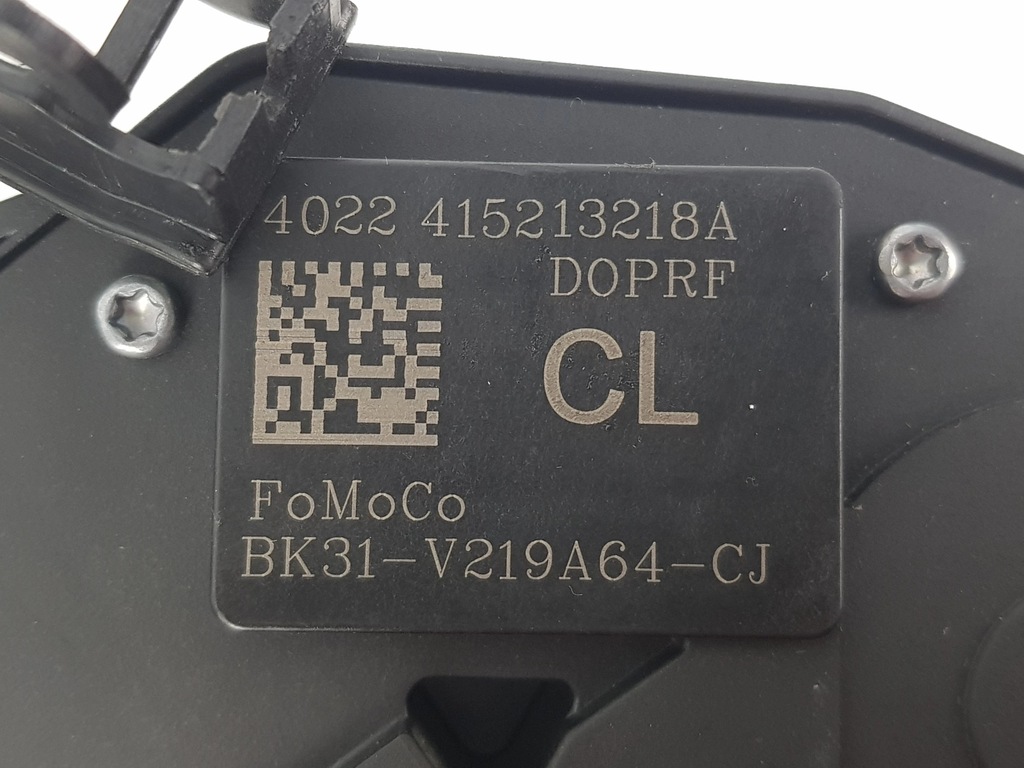 4022 415213218A
DOPRF
CL
FoMoCo
BK31-V219A64-CJ